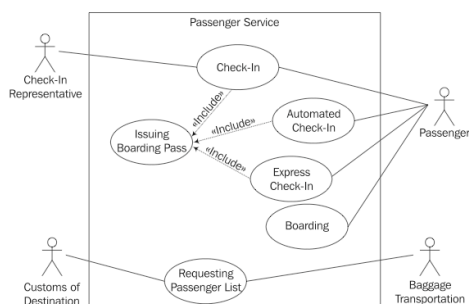 Passenger Service
Check-In
Check-In
Representative
«Include»
Automated
Check-In
«Include»
Passenger
Issuing
Boarding Pass
«Include»
Express
Check-In
Boarding
Customs of
Destination
Requesting
Passenger List
Baggage
Transportation